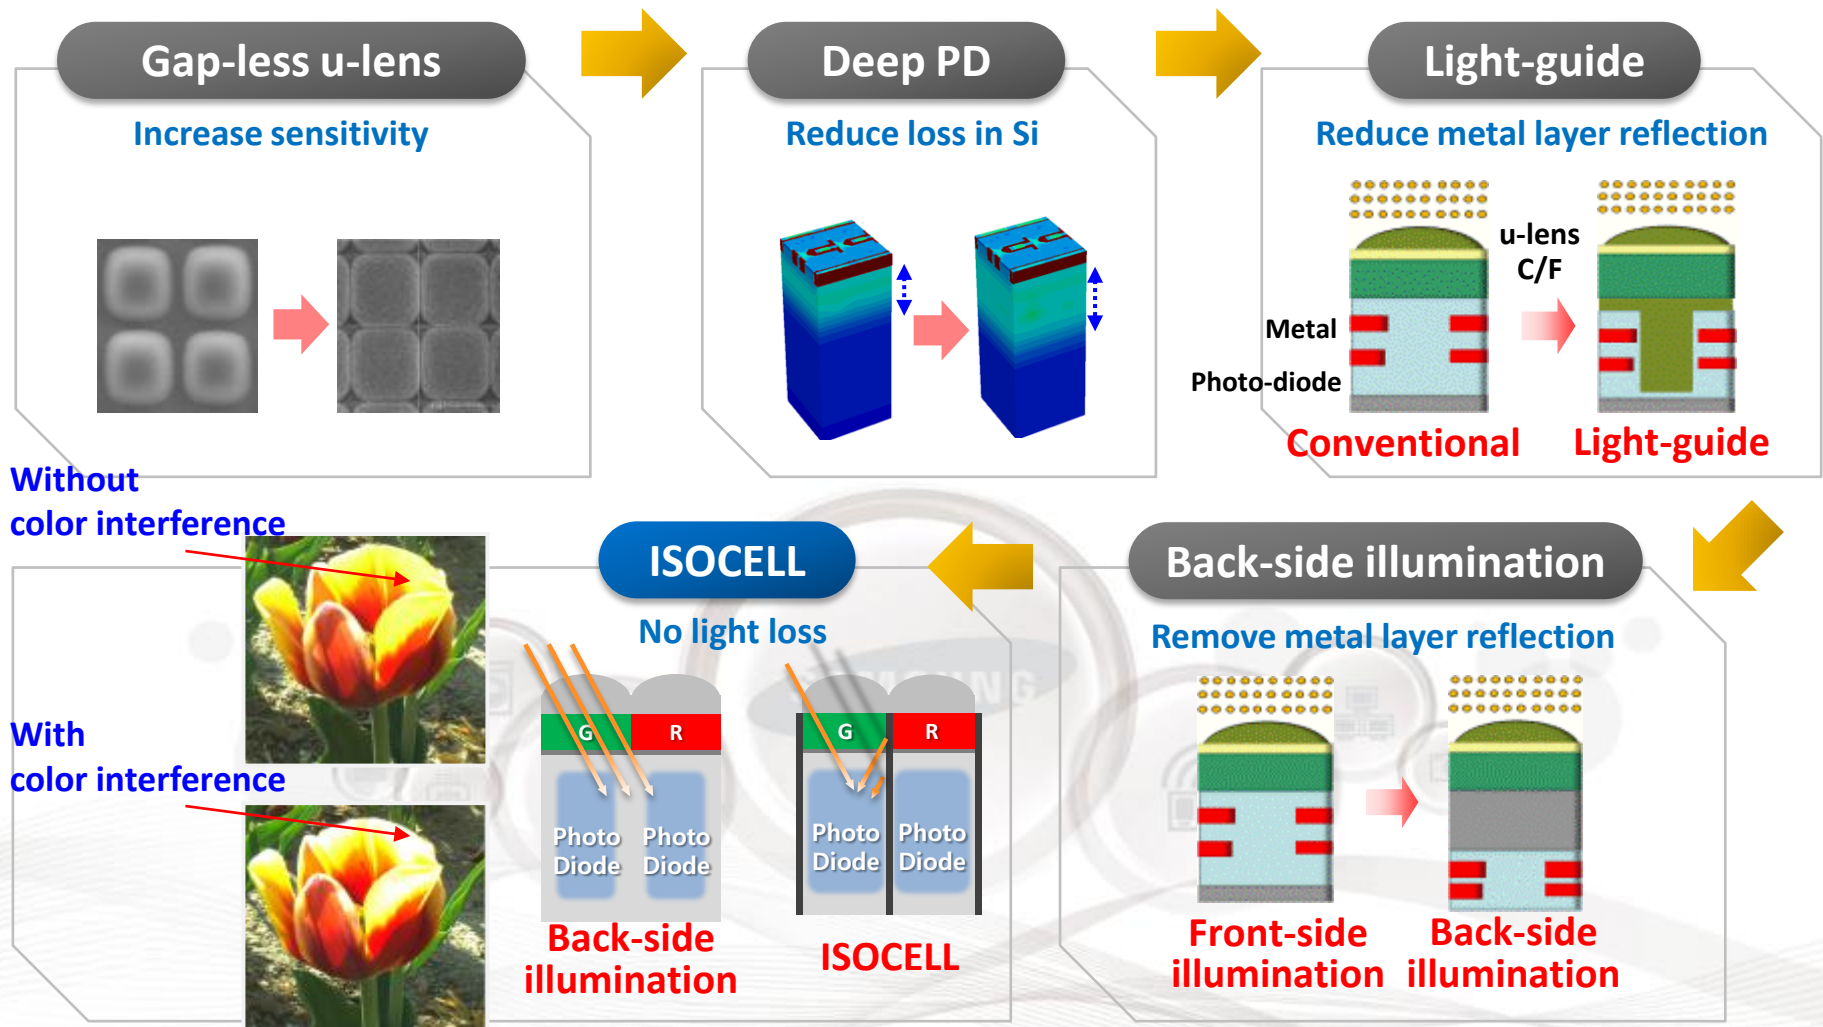 Gap-less u-lens
Increase sensitivity
Deep PD
Reduce loss in Si
Light-guide
Reduce metal layer reflection
u-lens
C/F
Metal
Photo-diode
Conventional
Light-guide
Back-side illumination
Remove metal layer reflection
Front-side
illumination
Back-side
illumination
ISOCELL
No light loss
Without
color interference
With
color interference
G
R
Photo
Diode
Photo
Diode
Back-side
illumination
G
R
Photo
Diode
Photo
Diode
ISOCELL
SAMSUNG